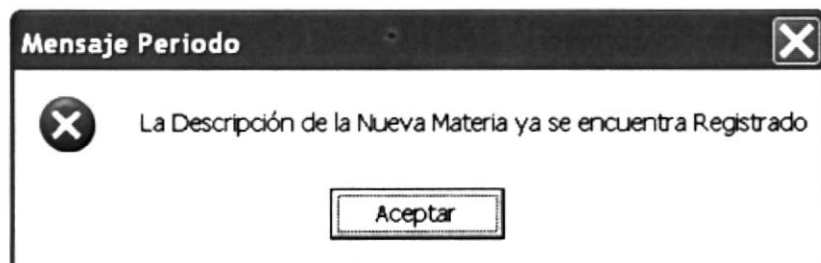 Mensaje Periodo
La Descripción de la Nueva Materia ya se encuentra Registrado
Aceptar